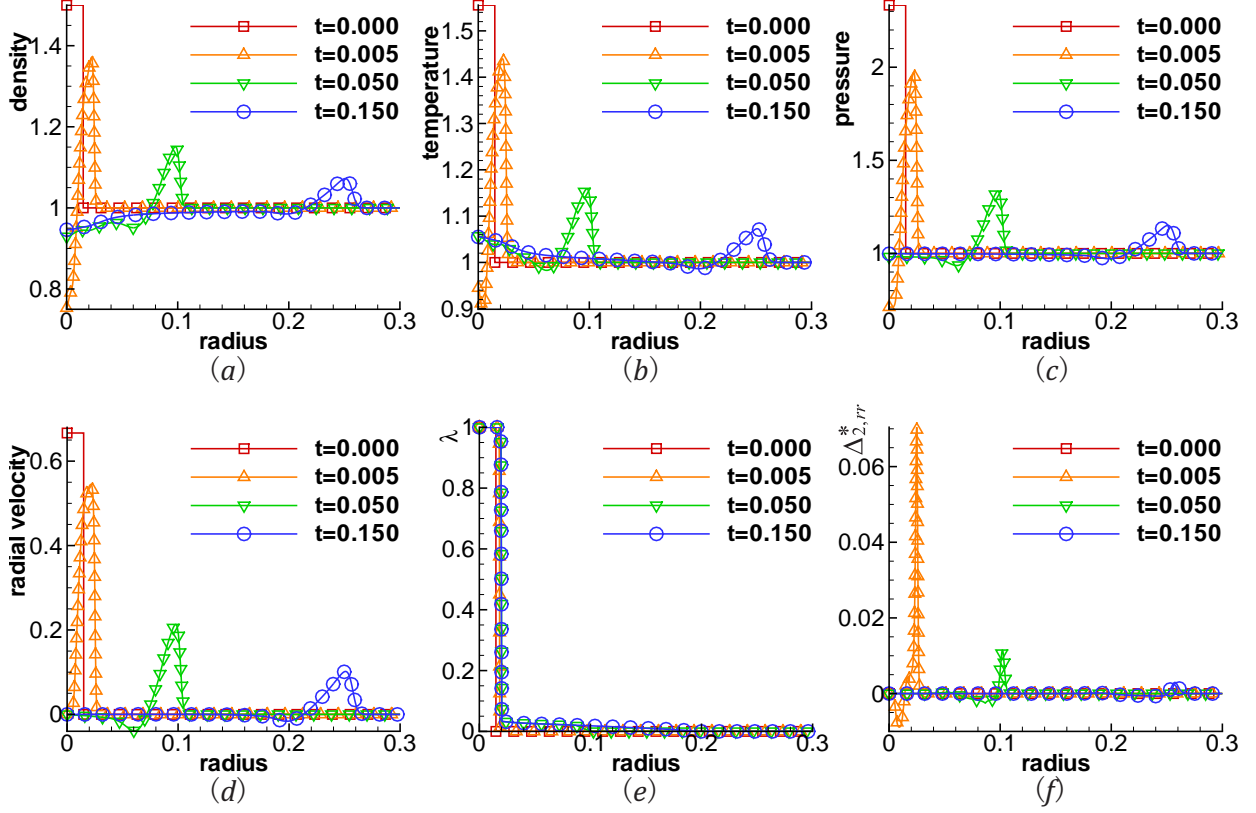 density
1.4
1.2
1
0.8
0
0.1
0.2
0.3
radius
t=0.000
t=0.005
t=0.050
t=0.150
(a)
temperature
1.5
1.4
1.3
1.2
1.1
1
0.9
0
0.1
0.2
0.3
radius
t=0.000
t=0.005
t=0.050
t=0.150
(b)
pressure
2
1.5
1
0
0.1
0.2
0.3
radius
t=0.000
t=0.005
t=0.050
t=0.150
(c)
radial velocity
0.6
0.4
0.2
0
0
0.1
0.2
0.3
radius
t=0.000
t=0.005
t=0.050
t=0.150
(d)
λ
1
0.8
0.6
0.4
0.2
0
0
0.1
0.2
0.3
radius
t=0.000
t=0.005
t=0.050
t=0.150
(e)
Δ*2,rr
0.06
0.04
0.02
0
0
0.1
0.2
0.3
radius
t=0.000
t=0.005
t=0.050
t=0.150
(f)